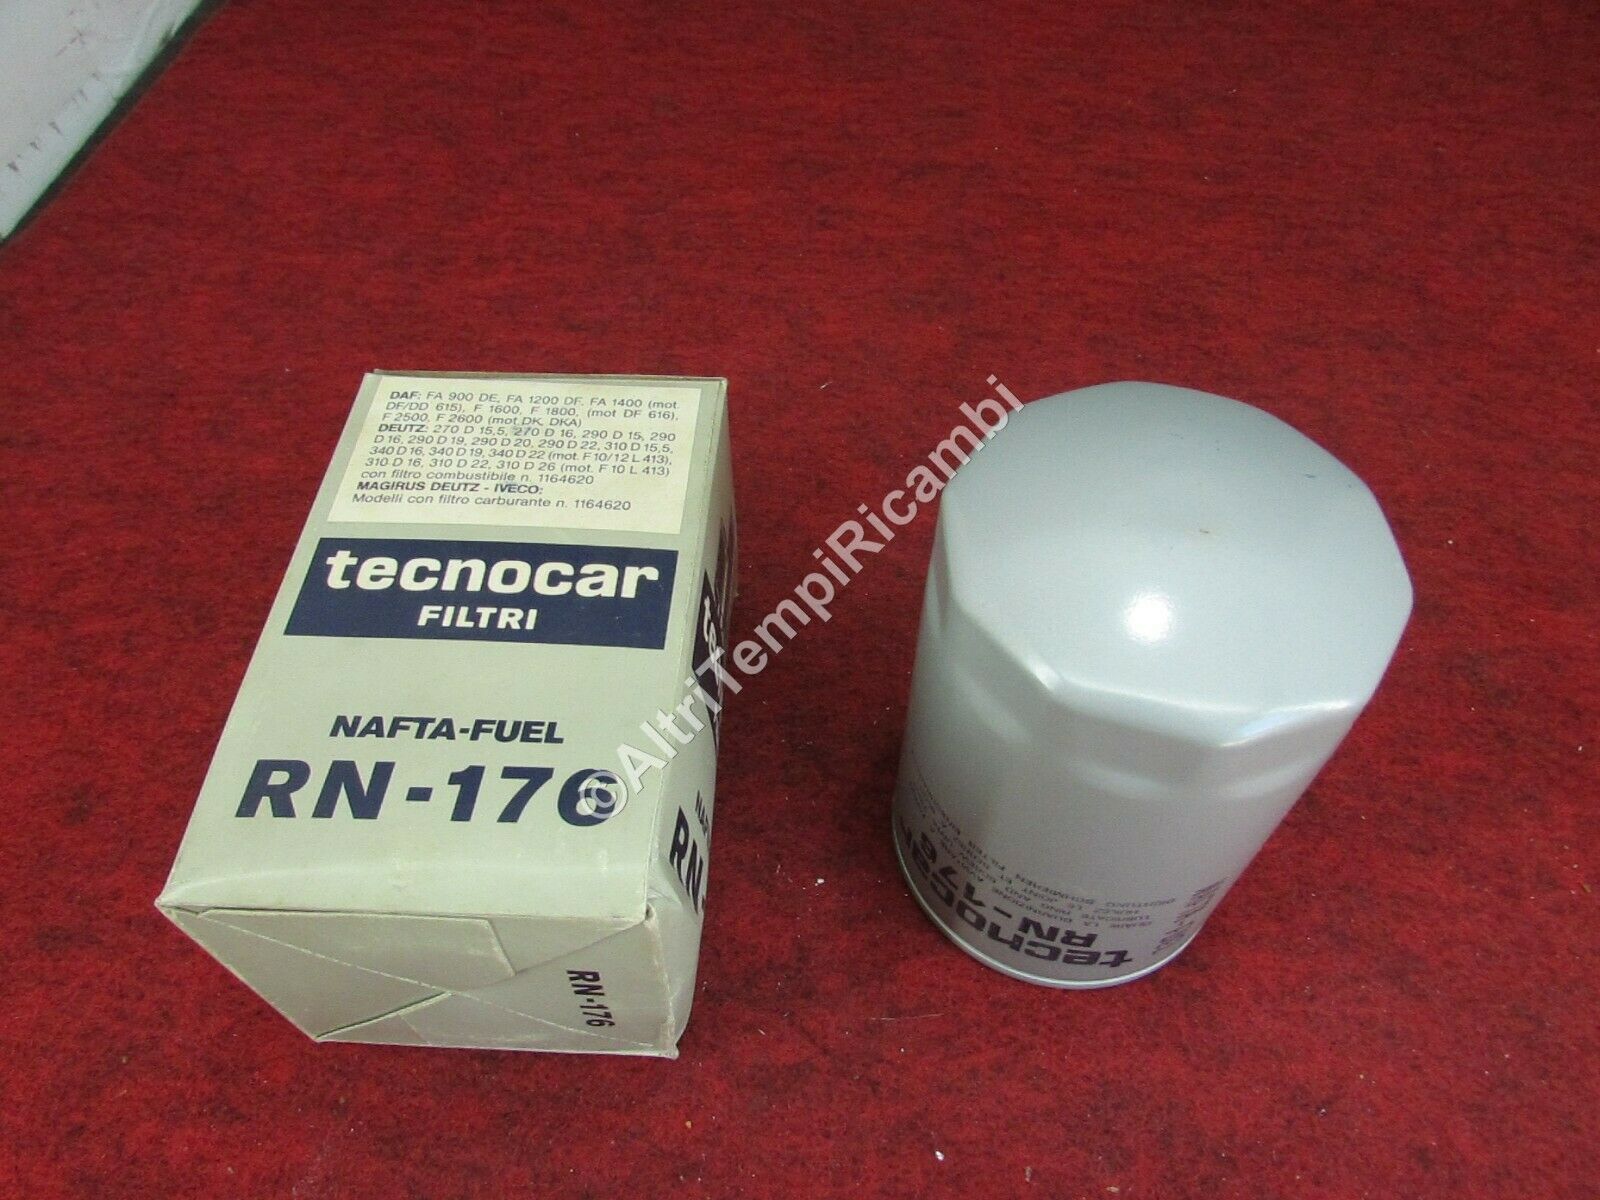 DAF: FA 900 DE, FA 1200 DF, FA 1400 (mot.
DF/DD 615), F 1600, F 1800, (mot DF 616),
F 2500, F 2600 (mot DK, DKA)
DEUTZ: 270 D 15,5, 270 D 16, 290 D 15, 290
D 16, 290 D 19, 290 D 20, 290 D 22, 310 D 15,5,
340 D 16, 340 D 19, 340 D 22 (mot. F 10/12 L 413),
310 D 16, 310 D 22, 310 D 26 (mot. F 10 L 413)
con filtro combustibile n. 1164620
MAGIRUS DEUTZ - IVECO:
Modelli con filtro carburante n. 1164620
tecnocar
FILTRI
NAFTA-FUEL
RN-176
RN-176
©AltriTempiRicambi
tecnocar
RN-176